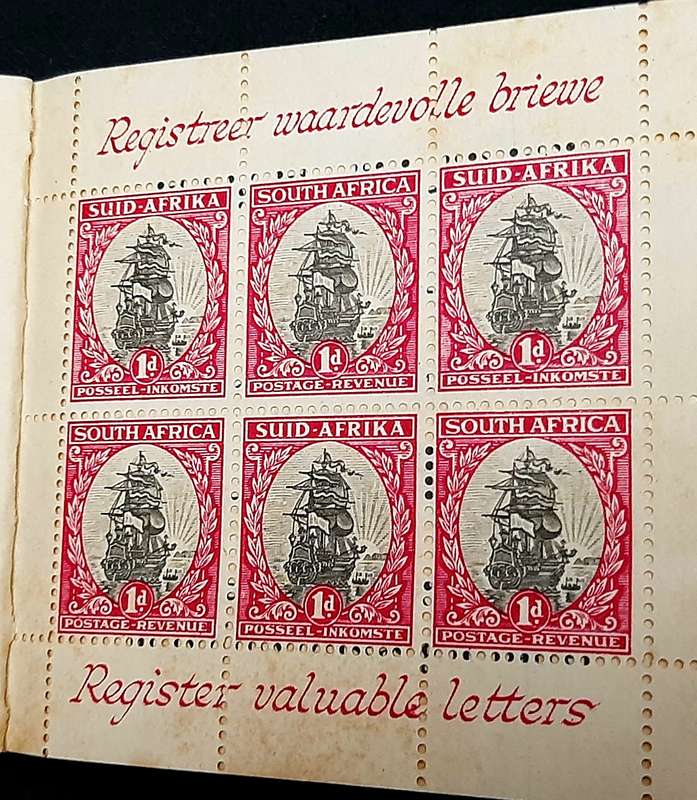 Registreer waardevolle briewe
SUID-AFRIKA SOUTH AFRICA SUID-AFRIKA
1d 1d 1d
POSSEEL-INKOMSTE POSTAGE-REVENUE POSSEEL-INKOMSTE
SOUTH AFRICA SUID-AFRIKA SOUTH AFRICA
1d 1d 1d
POSTAGE-REVENUE POSSEEL-INKOMSTE POSTAGE-REVENUE
Register valuable letters